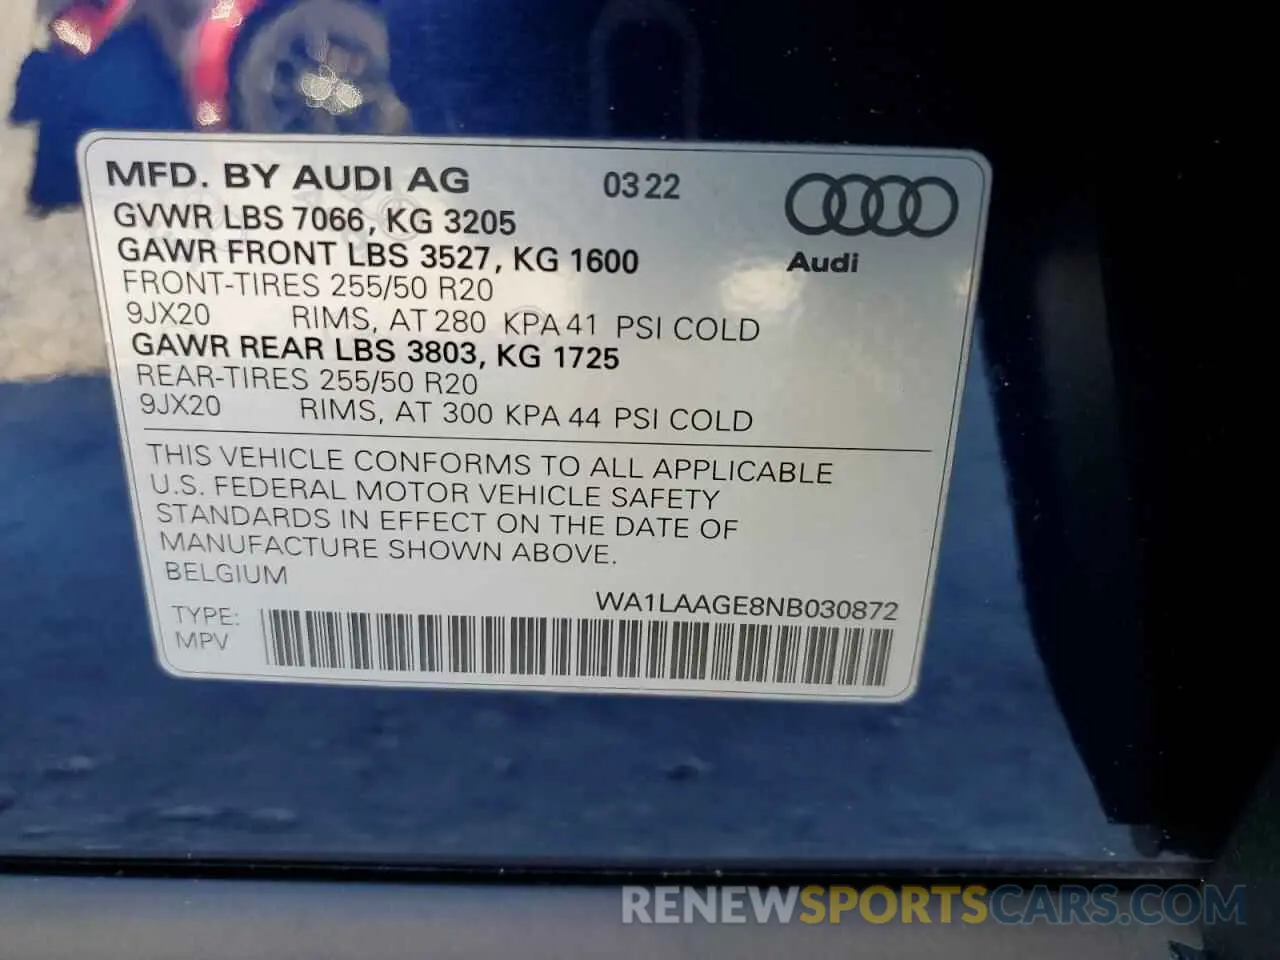 MFD. BY AUDI AG 03 22
GVWR LBS 7066, KG 3205
GAWR FRONT LBS 3527, KG 1600
Audi
FRONT-TIRES 255/50 R20
9JX20 RIMS, AT 280 KPA 41 PSI COLD
GAWR REAR LBS 3803, KG 1725
REAR-TIRES 255/50 R20
9JX20 RIMS, AT 300 KPA 44 PSI COLD
THIS VEHICLE CONFORMS TO ALL APPLICABLE
U.S. FEDERAL MOTOR VEHICLE SAFETY
STANDARDS IN EFFECT ON THE DATE OF
MANUFACTURE SHOWN ABOVE.
BELGIUM
WA1LAAGE8NB030872
TYPE:
MPV
RENEWSPORTSCARS.COM